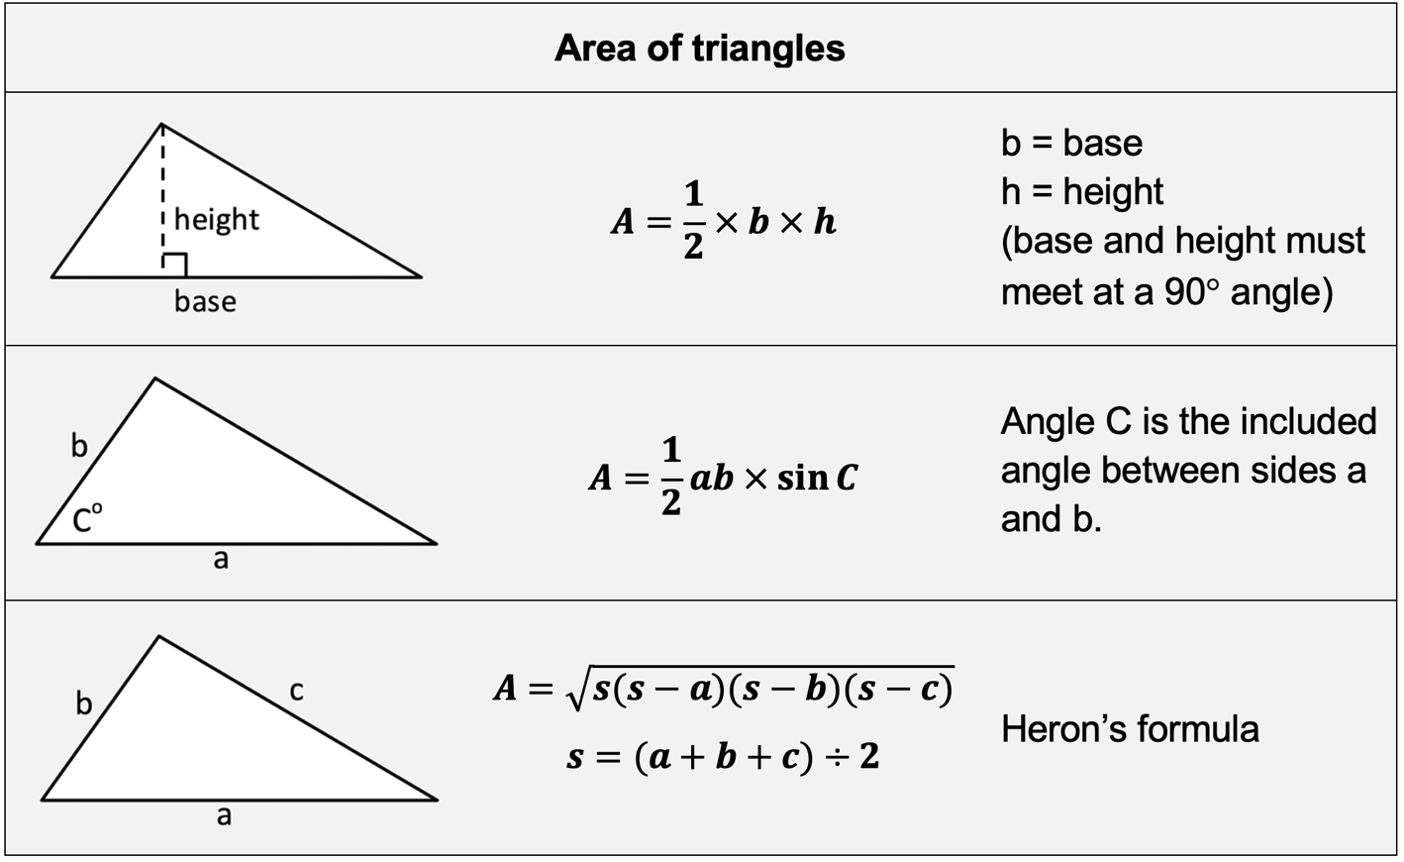 Area of triangles
height
base
A = 1/2 × b × h
b = base
h = height
(base and height must
meet at a 90° angle)
b
C°
a
A = 1/2 ab × sin C
Angle C is the included
angle between sides a
and b.
b
c
a
A = √s(s − a)(s − b)(s − c)
s = (a + b + c) ÷ 2
Heron’s formula